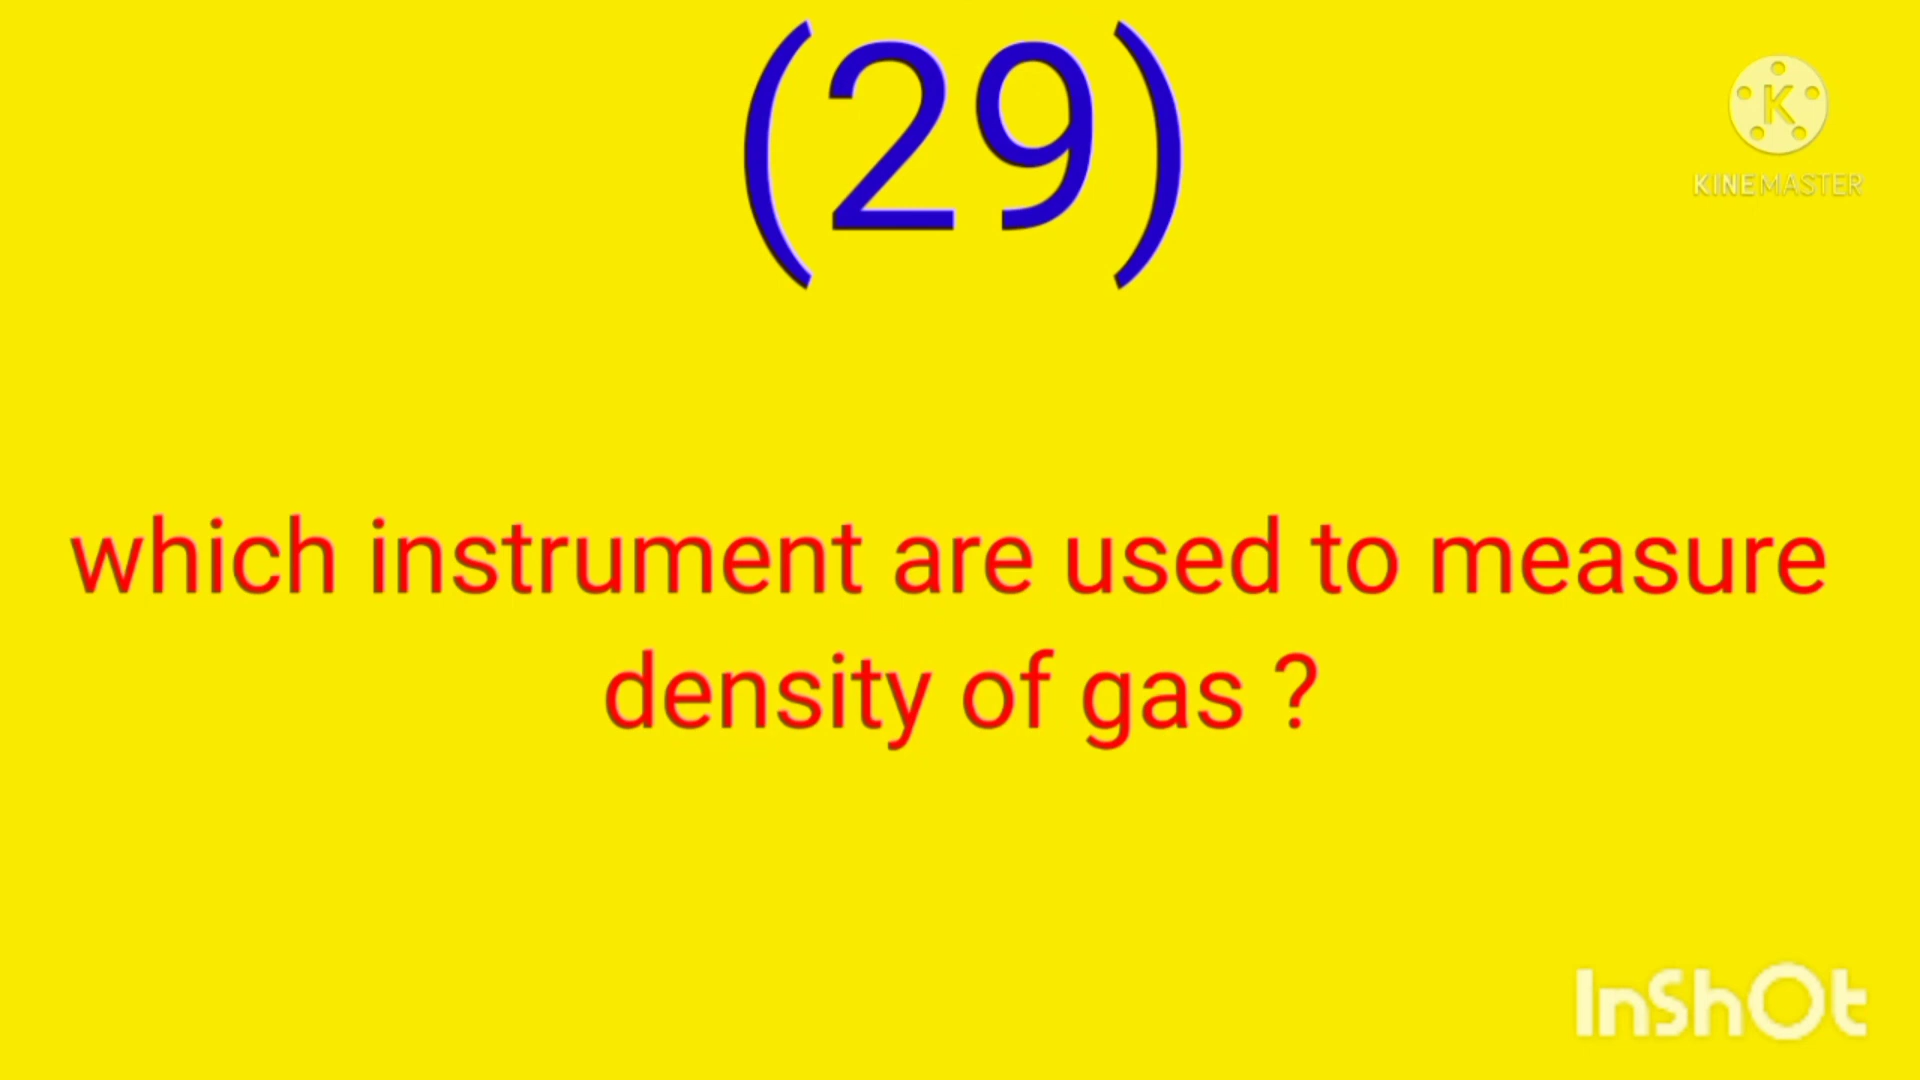 (29)
K
KINEMASTER
which instrument are used to measure
density of gas ?
InShOt